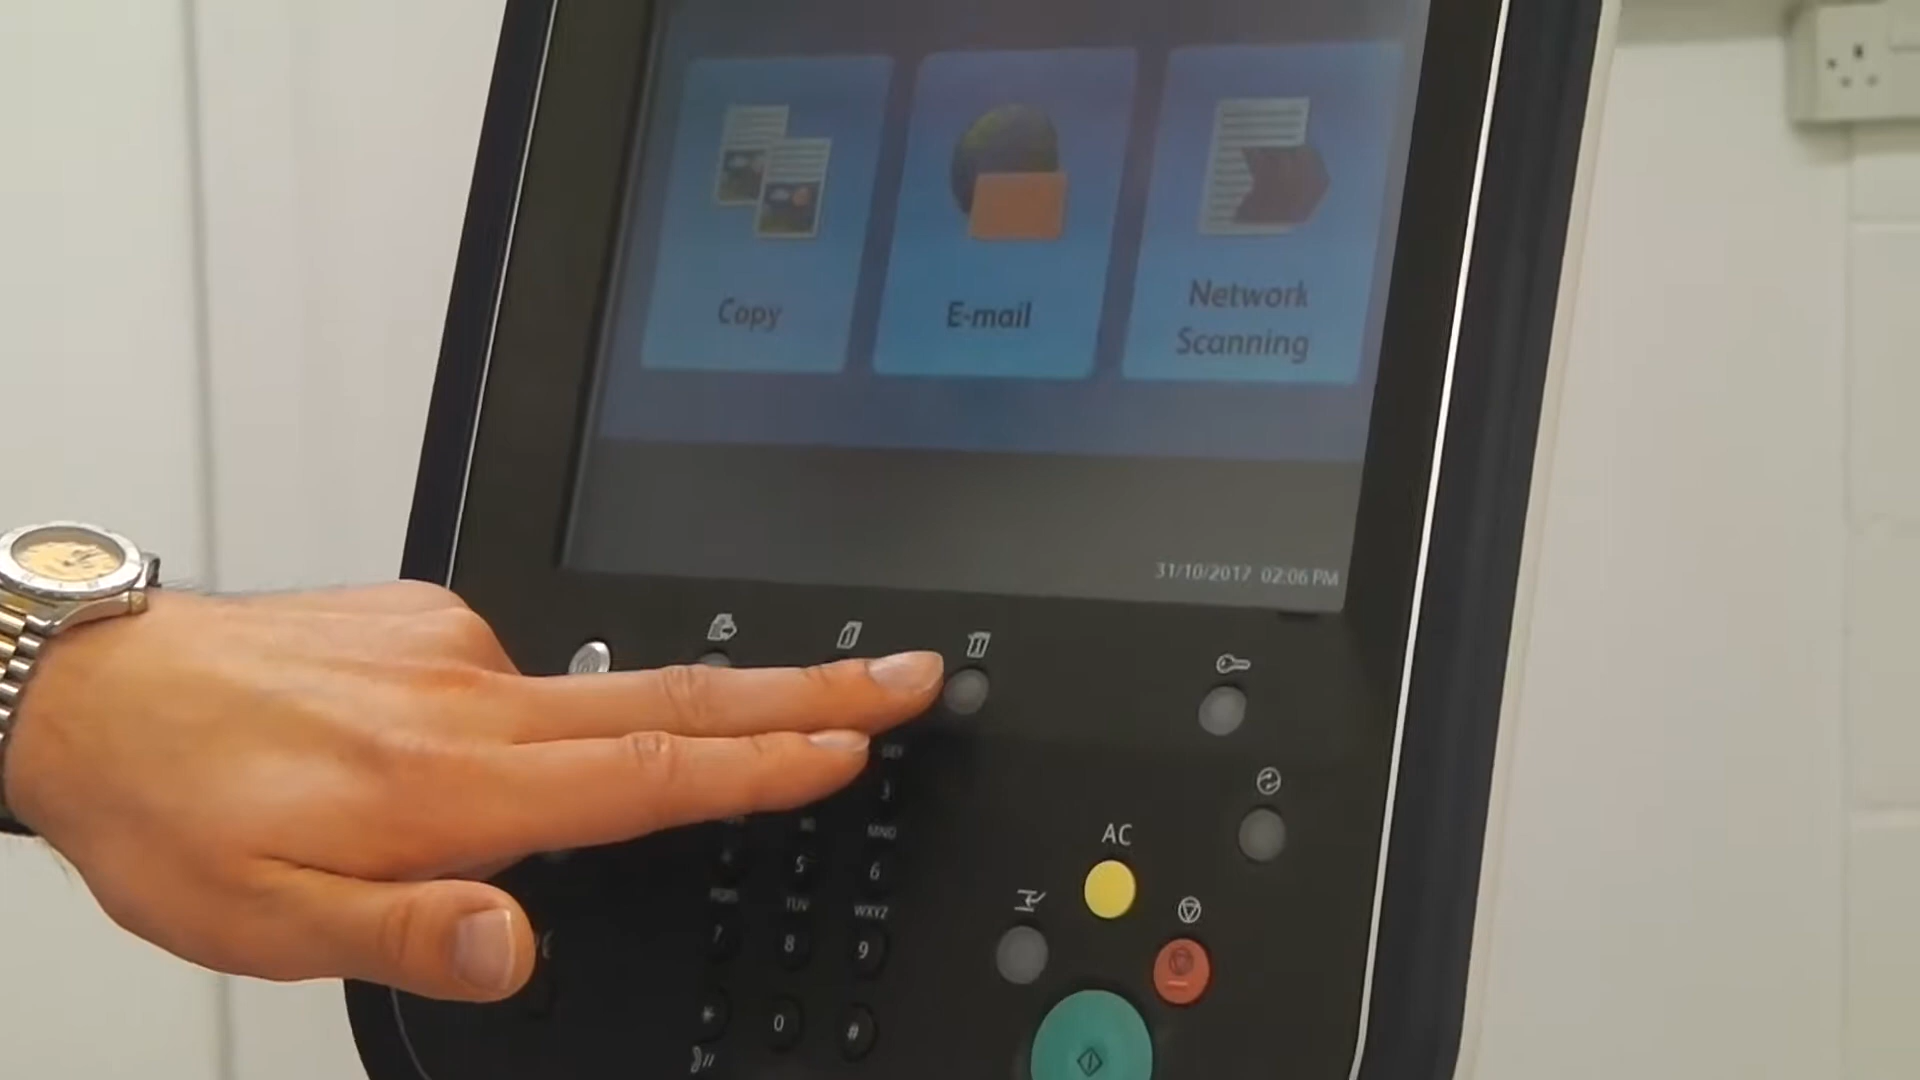 Copy
E-mail
Network
Scanning
31/10/2017 02:06 PM
DEF
3
MNO
5
6
AC
TUV
WXYZ
7
8
9
*
0
#